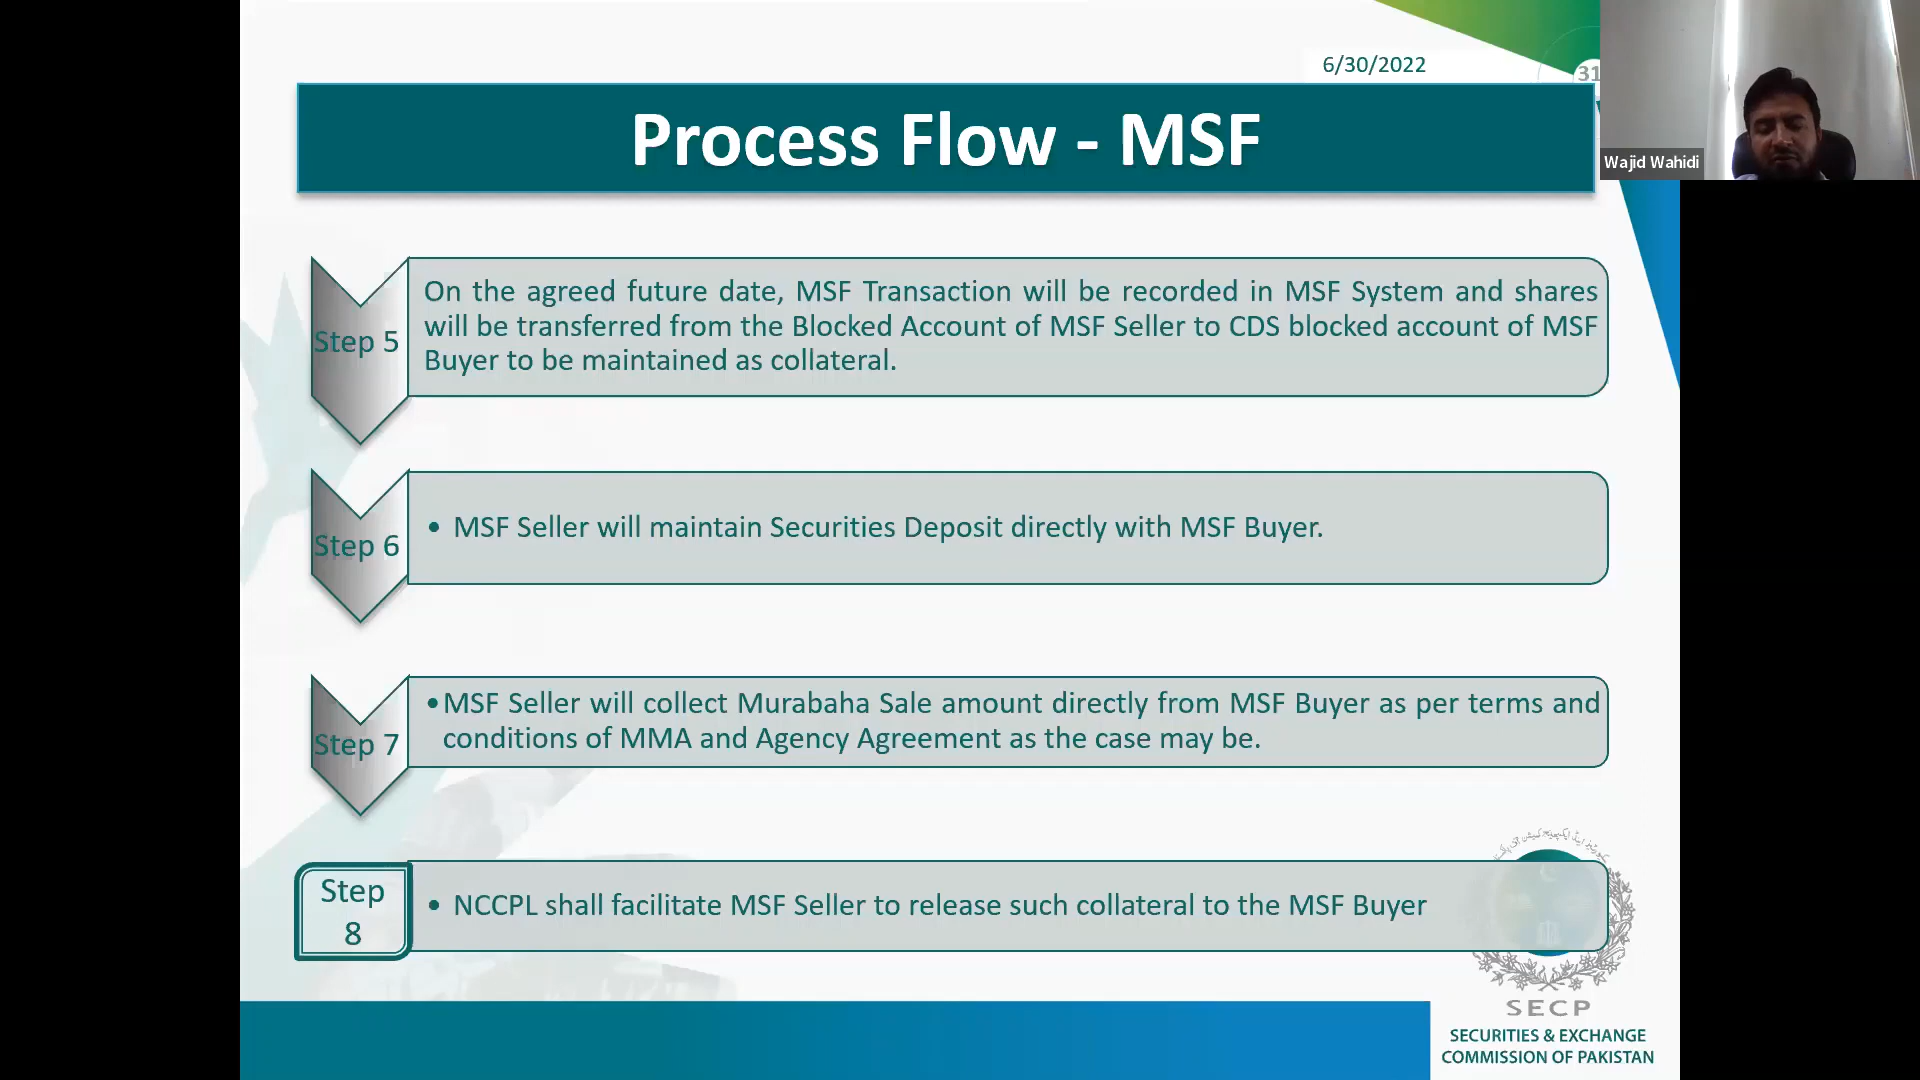 6/30/2022
31
Process Flow - MSF
Wajid Wahidi
Step 5
On the agreed future date, MSF Transaction will be recorded in MSF System and shares
will be transferred from the Blocked Account of MSF Seller to CDS blocked account of MSF
Buyer to be maintained as collateral.
Step 6
• MSF Seller will maintain Securities Deposit directly with MSF Buyer.
Step 7
• MSF Seller will collect Murabaha Sale amount directly from MSF Buyer as per terms and
conditions of MMA and Agency Agreement as the case may be.
Step
8
• NCCPL shall facilitate MSF Seller to release such collateral to the MSF Buyer
SECP
SECURITIES & EXCHANGE
COMMISSION OF PAKISTAN